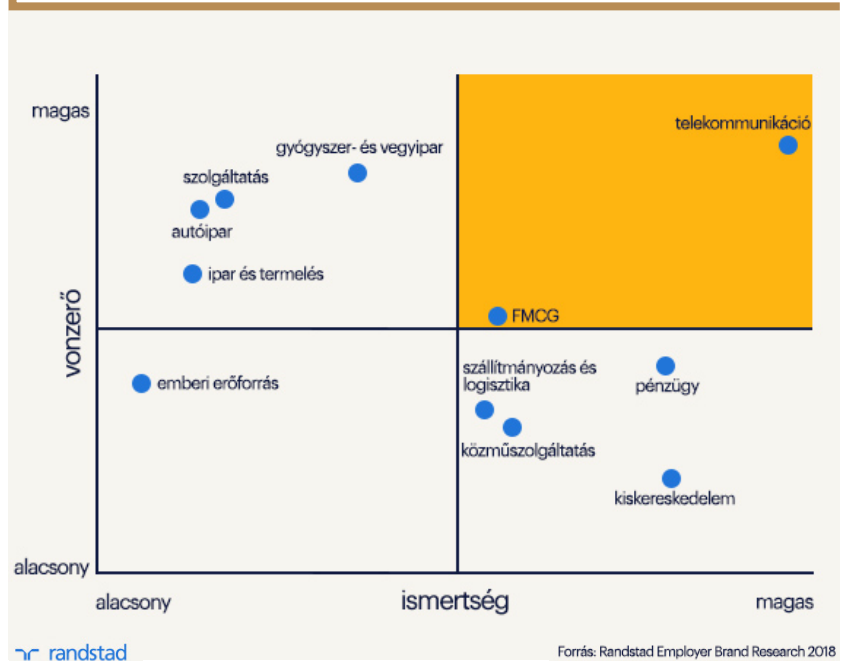 magas
telekommunikáció
gyógyszer- és vegyipar
szolgáltatás
autóipar
ipar és termelés
vonzerő
FMCG
szállítmányozás és
logisztika
pénzügy
emberi erőforrás
közműszolgáltatás
kiskereskedelem
alacsony
alacsony
ismertség
magas
randstad
Forrás: Randstad Employer Brand Research 2018